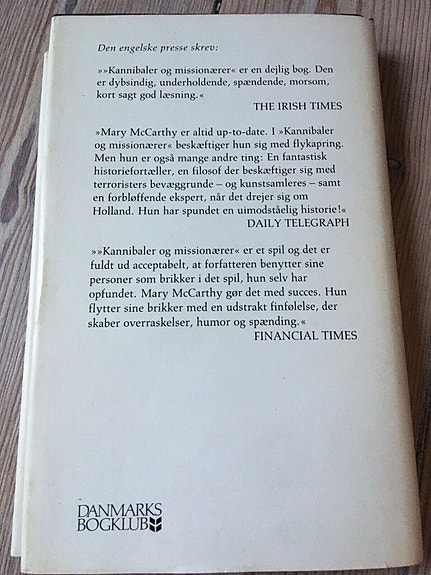 Den engelske presse skrev:
»»Kannibaler og missionærer« er en dejlig bog. Den
er dybsindig, underholdende, spændende, morsom,
kort sagt god læsning.«
THE IRISH TIMES
»Mary McCarthy er altid up-to-date. I »Kannibaler
og missionærer« beskæftiger hun sig med flykapring.
Men hun er også mange andre ting: En fantastisk
historiefortæller, en filosof der beskæftiger sig med
terroristers bevæggrunde – og kunstsamleres – samt
en forbløffende ekspert, når det drejer sig om
Holland. Hun har spundet en uimodståelig historie!«
DAILY TELEGRAPH
»»Kannibaler og missionærer« er et spil og det er
fuldt ud acceptabelt, at forfatteren benytter sine
personer som brikker i det spil, hun selv har
opfundet. Mary McCarthy gør det med succes. Hun
flytter sine brikker med en udstrakt finfølelse, der
skaber overraskelser, humor og spænding.«
FINANCIAL TIMES
DANMARKS
BOGKLUB